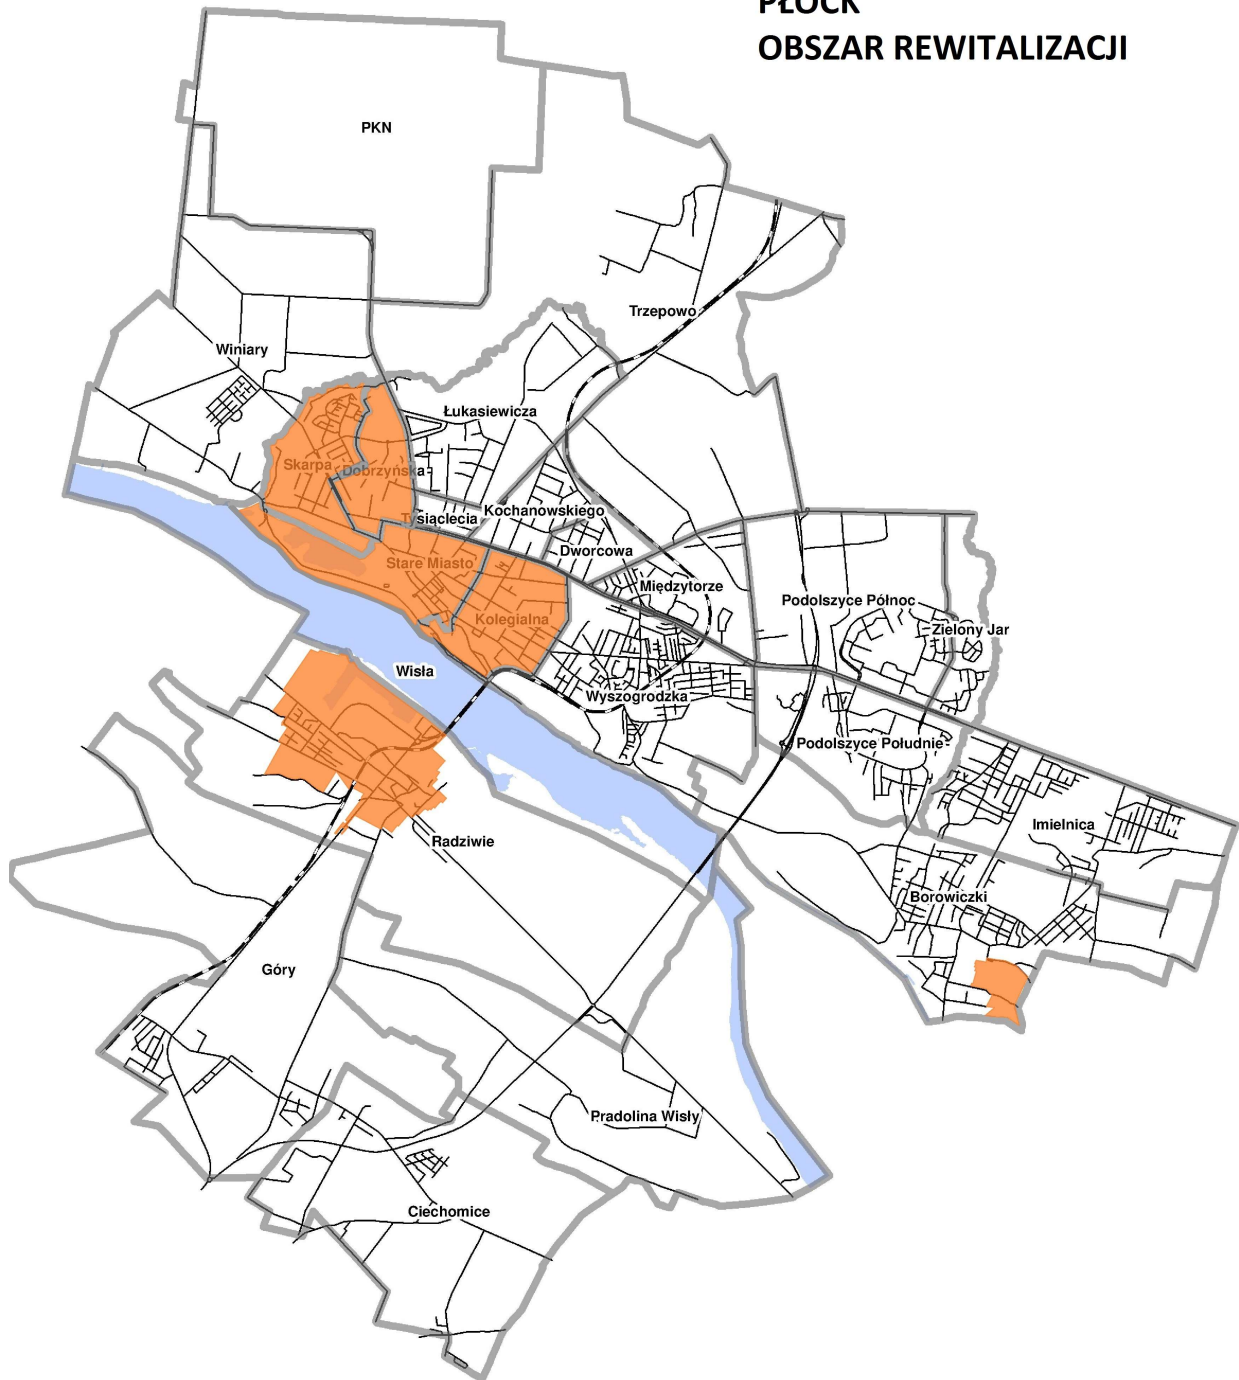 PŁOCK
OBSZAR REWITALIZACJI
PKN
Trzepowo
Winiary
Łukasiewicza
Skarpa
Dobrzyńska
Tysiąclecia
Kochanowskiego
Dworcowa
Stare Miasto
Międzytorze
Podolszyce Północ
Kolegialna
Zielony Jar
Wisła
Wyszogrodzka
Podolszyce Południe
Imielnica
Radziwie
Borowiczki
Góry
Pradolina Wisły
Ciechomice